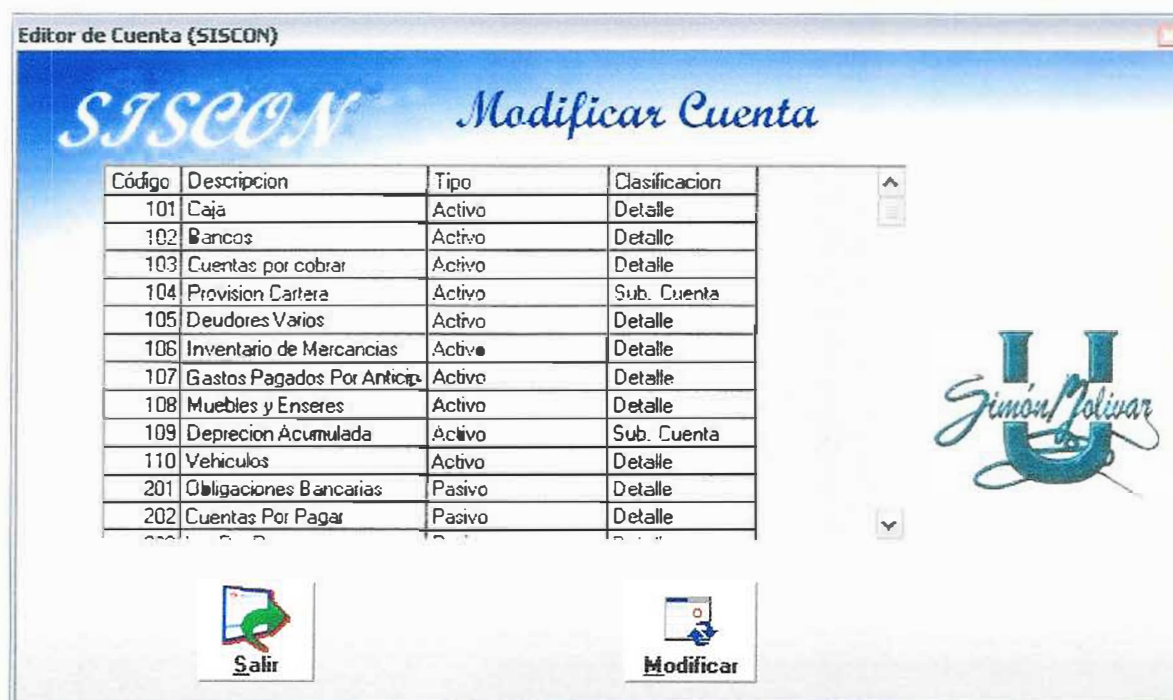 Editor de Cuenta (SISCON)
SISCON Modificar Cuenta
Código Descripcion Tipo Clasificacion
101 Caja Activo Detalle
102 Bancos Activo Detalle
103 Cuentas por cobrar Activo Detalle
104 Provision Cartera Activo Sub. Cuenta
105 Deudores Varios Activo Detalle
106 Inventario de Mercancias Activo Detalle
107 Gastos Pagados Por Anticip Activo Detalle
108 Muebles y Enseres Activo Detalle
109 Deprecion Acumulada Activo Sub. Cuenta
110 Vehiculos Activo Detalle
201 Obligaciones Bancarias Pasivo Detalle
202 Cuentas Por Pagar Pasivo Detalle
U
Simón Bolivar
Salir Modificar